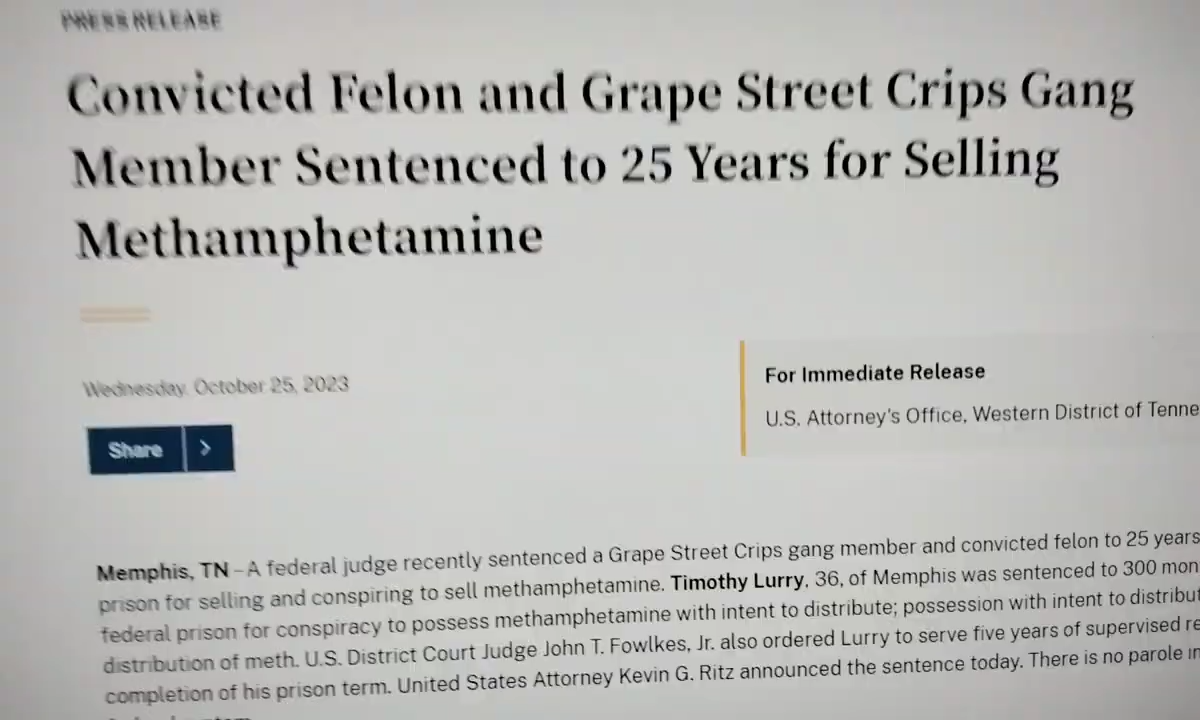 PRESS RELEASE
Convicted Felon and Grape Street Crips Gang
Member Sentenced to 25 Years for Selling
Methamphetamine
Wednesday, October 25, 2023
Share
For Immediate Release
U.S. Attorney's Office, Western District of Tenne
Memphis, TN – A federal judge recently sentenced a Grape Street Crips gang member and convicted felon to 25 years
prison for selling and conspiring to sell methamphetamine. Timothy Lurry, 36, of Memphis was sentenced to 300 mon
federal prison for conspiracy to possess methamphetamine with intent to distribute; possession with intent to distribut
distribution of meth. U.S. District Court Judge John T. Fowlkes, Jr. also ordered Lurry to serve five years of supervised re
completion of his prison term. United States Attorney Kevin G. Ritz announced the sentence today. There is no parole in